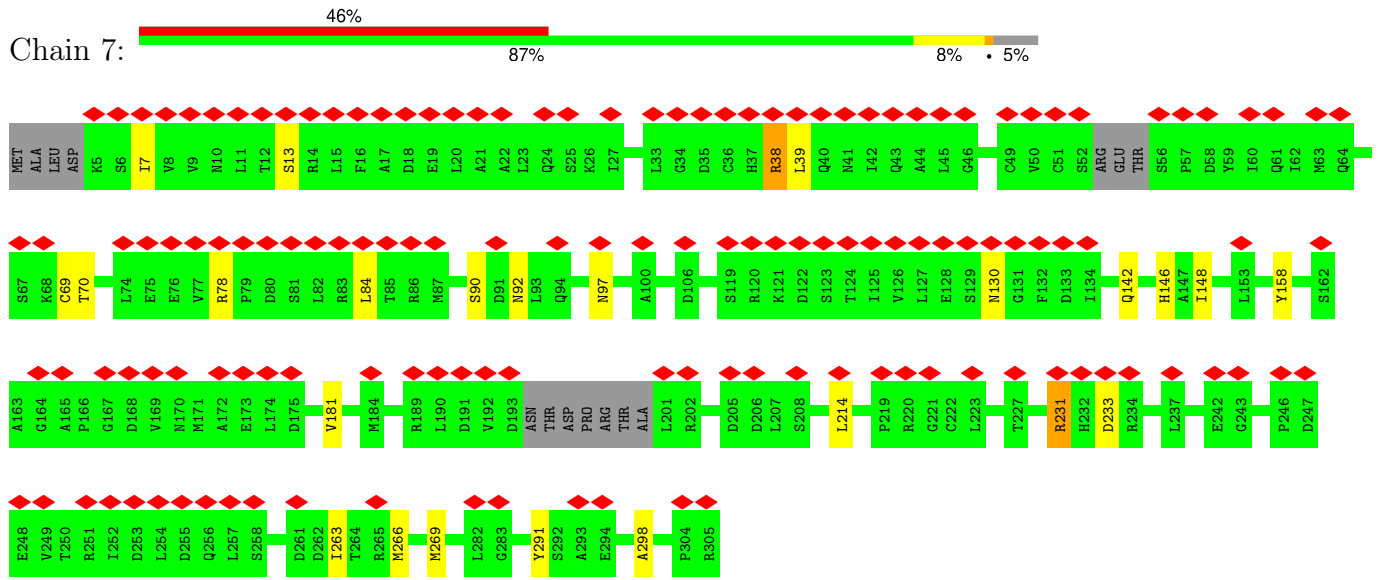 46%
Chain 7:
87% 8% • 5%
MET ALA LEU ASP K5 S6 I7 V8 V9 N10 L11 T12 S13 R14 L15 F16 A17 D18 E19 L20 A21 A22 L23 Q24 S25 K26 I27 L33 G34 D35 C36 H37 R38 L39 Q40 N41 I42 Q43 A44 L45 G46 C49 V50 C51 S52 ARG GLU THR S56 P57 D58 Y59 I60 Q61 I62 M63 Q64
S67 K68 C69 T70 L74 E75 E76 V77 R78 P79 D80 S81 L82 R83 L84 T85 R86 M87 S90 D91 N92 L93 Q94 N97 A100 D106 S119 R120 K121 D122 S123 T124 I125 V126 L127 E128 S129 N130 G131 F132 D133 I134 Q142 H146 A147 I148 L153 Y158 S162
A163 G164 A165 P166 G167 D168 V169 N170 M171 A172 E173 L174 D175 V181 M184 R189 L190 D191 V192 D193 ASN THR ASP PRO ARG THR ALA L201 R202 D205 D206 L207 S208 L214 P219 R220 G221 C222 L223 T227 R231 H232 D233 R234 L237 E242 G243 P246 D247
E248 V249 T250 R251 I252 D253 L254 D255 Q256 L257 S258 D261 D262 I263 T264 R265 M266 M269 L282 G283 Y291 S292 A293 E294 A298 P304 R305